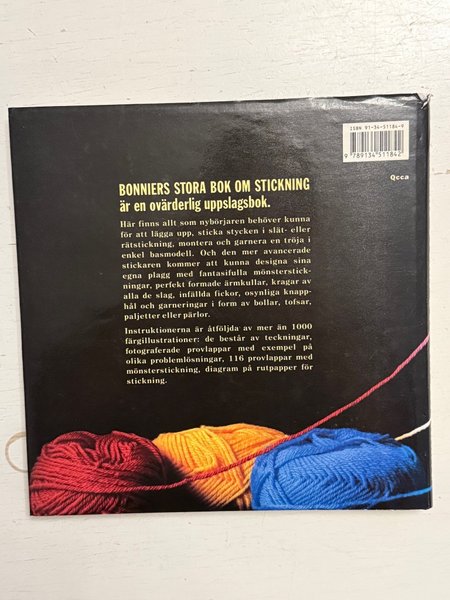 ISBN 91-34-51184-9
9 789134 511842
Qcca
BONNIERS STORA BOK OM STICKNING
är en ovärderlig uppslagsbok.
Här finns allt som nybörjaren behöver kunna
för att lägga upp, sticka stycken i slät- eller
rätstickning, montera och garnera en tröja i
enkel basmodell. Och den mer avancerade
stickaren kommer att kunna designa sina
egna plagg med fantasifulla mönsterstick-
ningar, perfekt formade ärmkullar, kragar av
alla de slag, infällda fickor, osynliga knapp-
hål och garneringar i form av bollar, tofsar,
paljetter eller pärlor.
Instruktionerna är åtföljda av mer än 1000
färgillustrationer: de består av teckningar,
fotograferade provlappar med exempel på
olika problemlösningar, 116 provlappar med
mönsterstickning, diagram på rutpapper för
stickning.